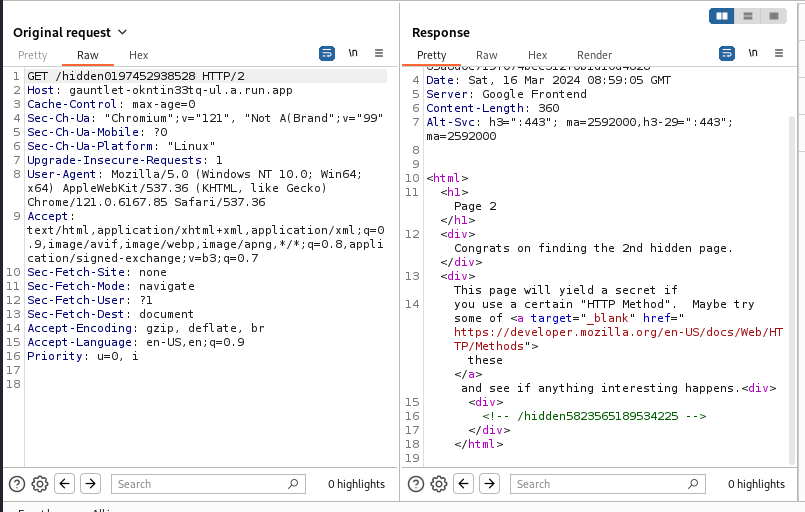 Original request
Pretty Raw Hex
\n
1 GET /hidden0197452938528 HTTP/2
2 Host: gauntlet-okntin33tq-ul.a.run.app
3 Cache-Control: max-age=0
4 Sec-Ch-Ua: "Chromium";v="121", "Not A(Brand";v="99"
5 Sec-Ch-Ua-Mobile: ?0
6 Sec-Ch-Ua-Platform: "Linux"
7 Upgrade-Insecure-Requests: 1
8 User-Agent: Mozilla/5.0 (Windows NT 10.0; Win64;
x64) AppleWebKit/537.36 (KHTML, like Gecko)
Chrome/121.0.6167.85 Safari/537.36
9 Accept:
text/html,application/xhtml+xml,application/xml;q=0
.9,image/avif,image/webp,image/apng,*/*;q=0.8,appli
cation/signed-exchange;v=b3;q=0.7
10 Sec-Fetch-Site: none
11 Sec-Fetch-Mode: navigate
12 Sec-Fetch-User: ?1
13 Sec-Fetch-Dest: document
14 Accept-Encoding: gzip, deflate, br
15 Accept-Language: en-US,en;q=0.9
16 Priority: u=0, i
17
18
Search
0 highlights
Response
Pretty Raw Hex Render
\n
4 Date: Sat, 16 Mar 2024 08:59:05 GMT
5 Server: Google Frontend
6 Content-Length: 360
7 Alt-Svc: h3=":443"; ma=2592000,h3-29=":443";
ma=2592000
8
9
10 <html>
11 <h1>
Page 2
</h1>
12 <div>
Congrats on finding the 2nd hidden page.
</div>
13 <div>
This page will yield a secret if
14 you use a certain "HTTP Method". Maybe try
some of <a target="_blank" href="
https://developer.mozilla.org/en-US/docs/Web/HT
TP/Methods">
these
</a>
and see if anything interesting happens.<div>
15 <div>
16 <!-- /hidden5823565189534225 -->
17 </div>
18 </html>
19
Search
0 highlights